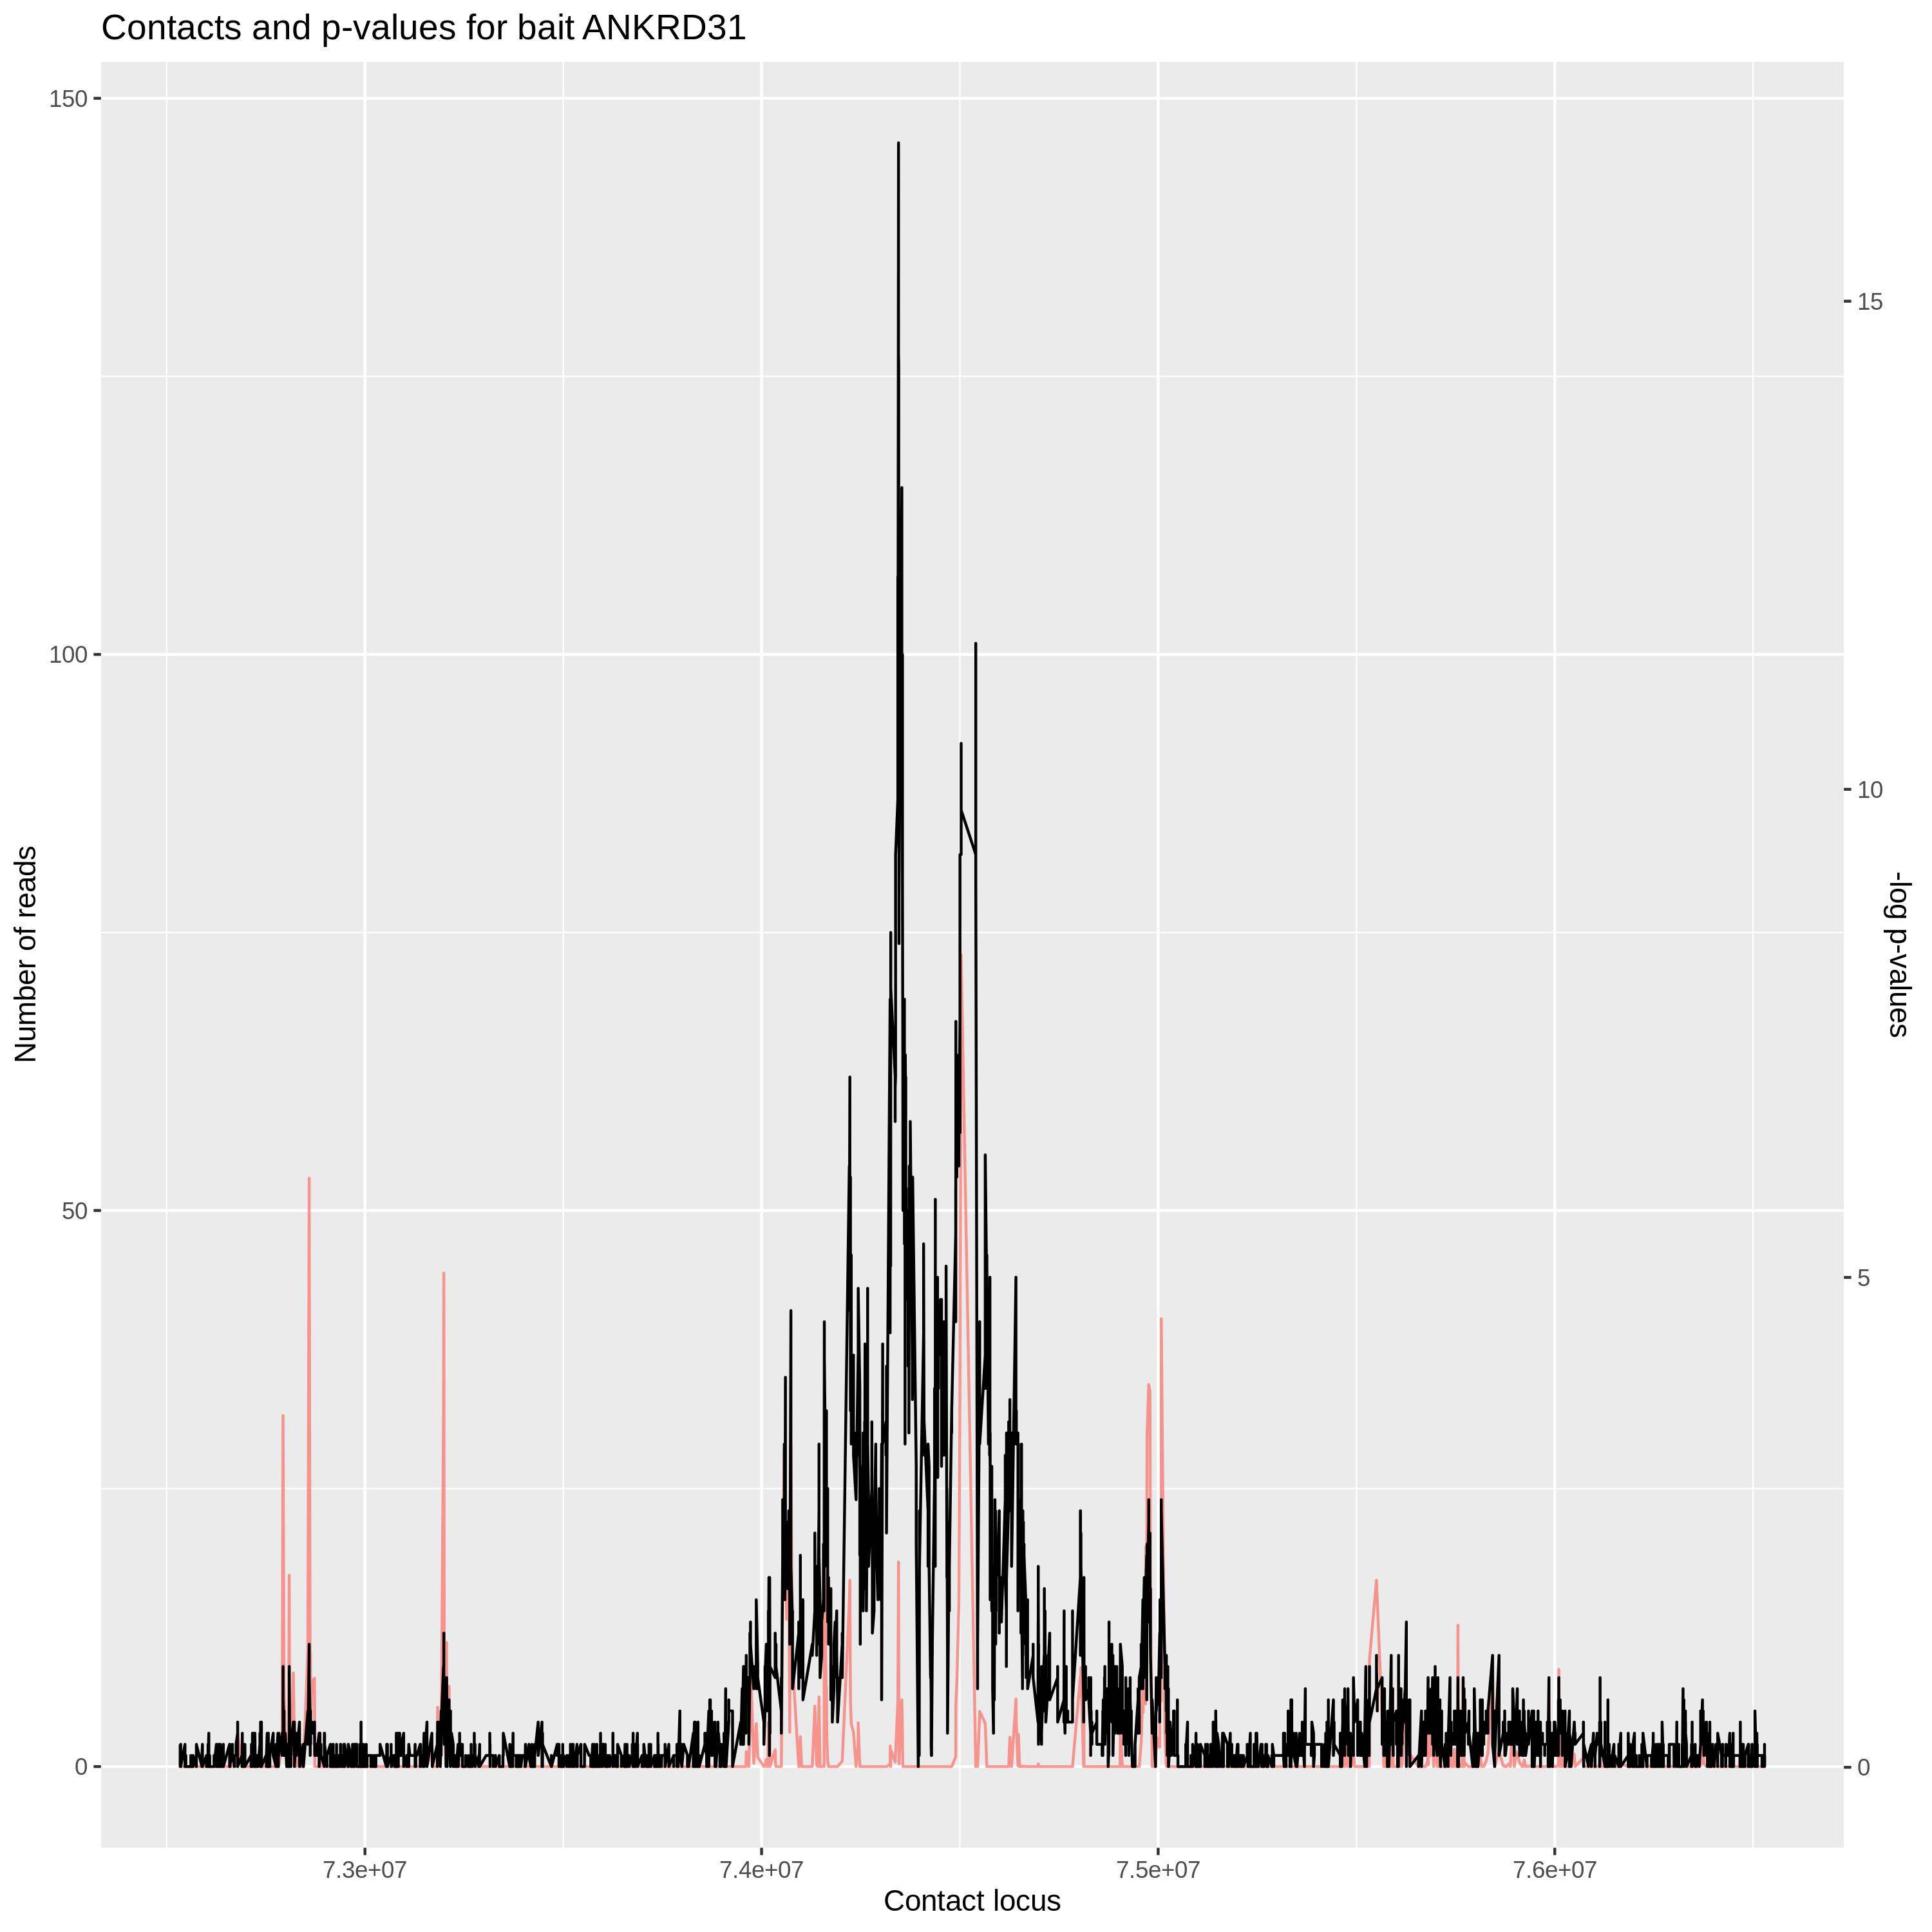 Contacts and p-values for bait ANKRD31
150
100
50
0
Number of reads
15
10
5
0
-log p-values
7.3e+07
7.4e+07
7.5e+07
7.6e+07
Contact locus